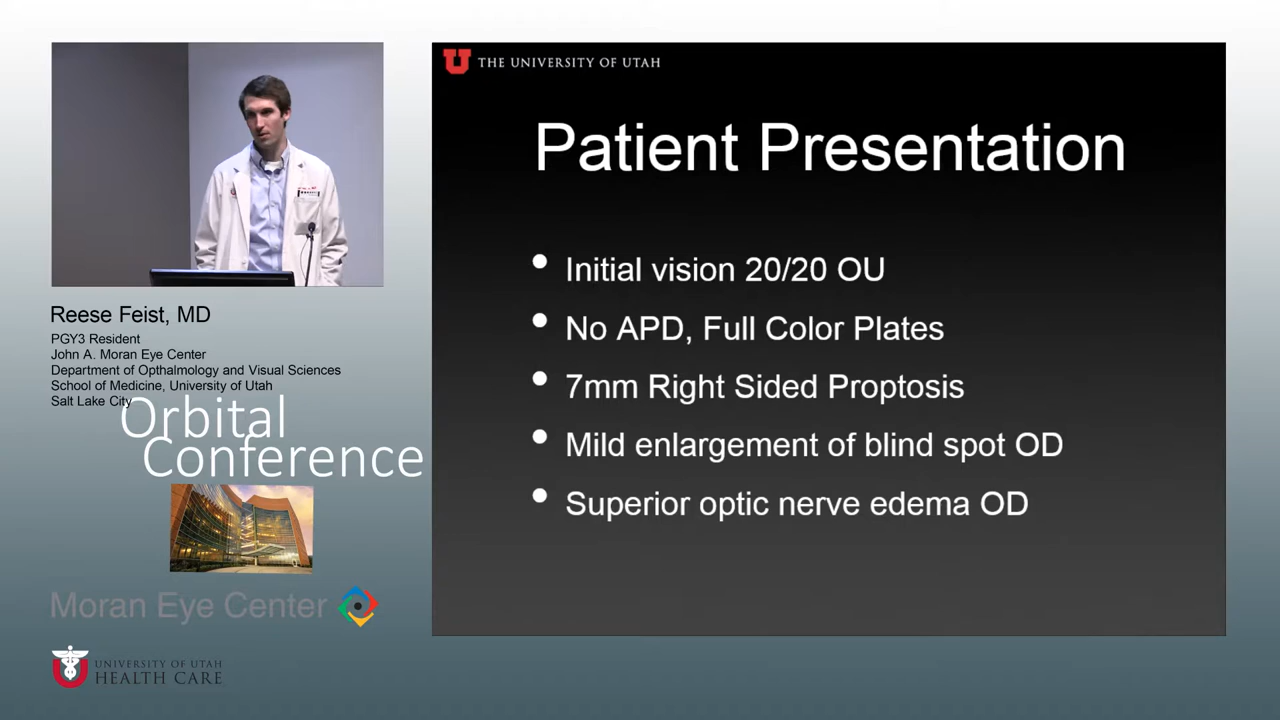 Reese Feist, MD
PGY3 Resident
John A. Moran Eye Center
Department of Opthalmology and Visual Sciences
School of Medicine, University of Utah
Salt Lake City
Orbital
Conference
Moran Eye Center
UNIVERSITY OF UTAH
HEALTH CARE
THE UNIVERSITY OF UTAH
Patient Presentation
• Initial vision 20/20 OU
• No APD, Full Color Plates
• 7mm Right Sided Proptosis
• Mild enlargement of blind spot OD
• Superior optic nerve edema OD